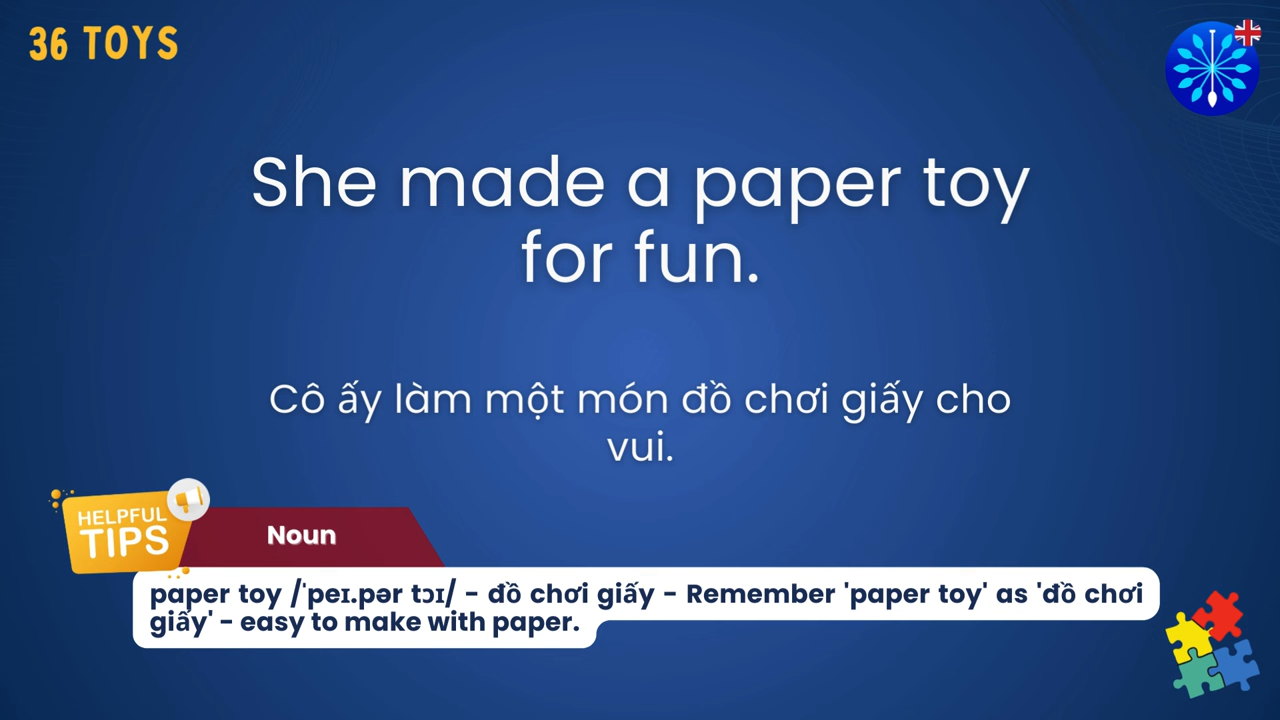 36 TOYS
She made a paper toy
for fun.
Cô ấy làm một món đồ chơi giấy cho
vui.
HELPFUL
TIPS
Noun
paper toy /ˈpeɪ.pər tɔɪ/ - đồ chơi giấy - Remember 'paper toy' as 'đồ chơi
giấy' - easy to make with paper.